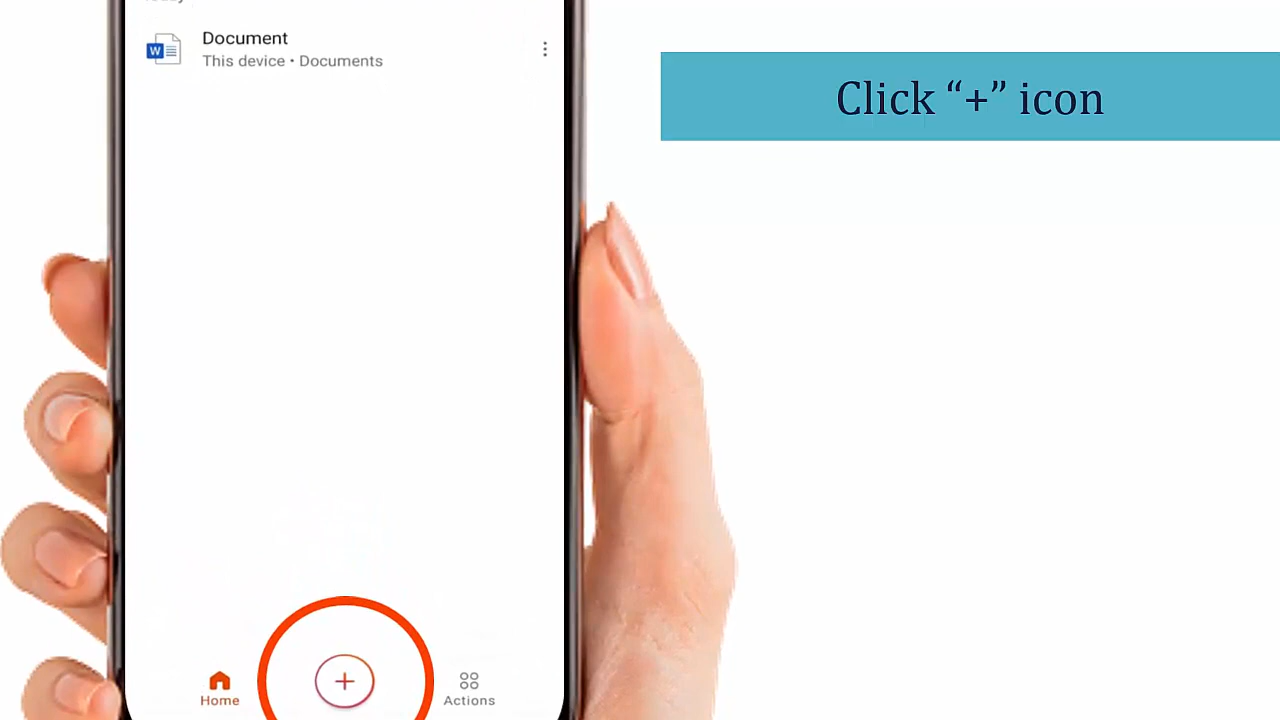 Document
This device • Documents
W
Click “+” icon
Home
Actions